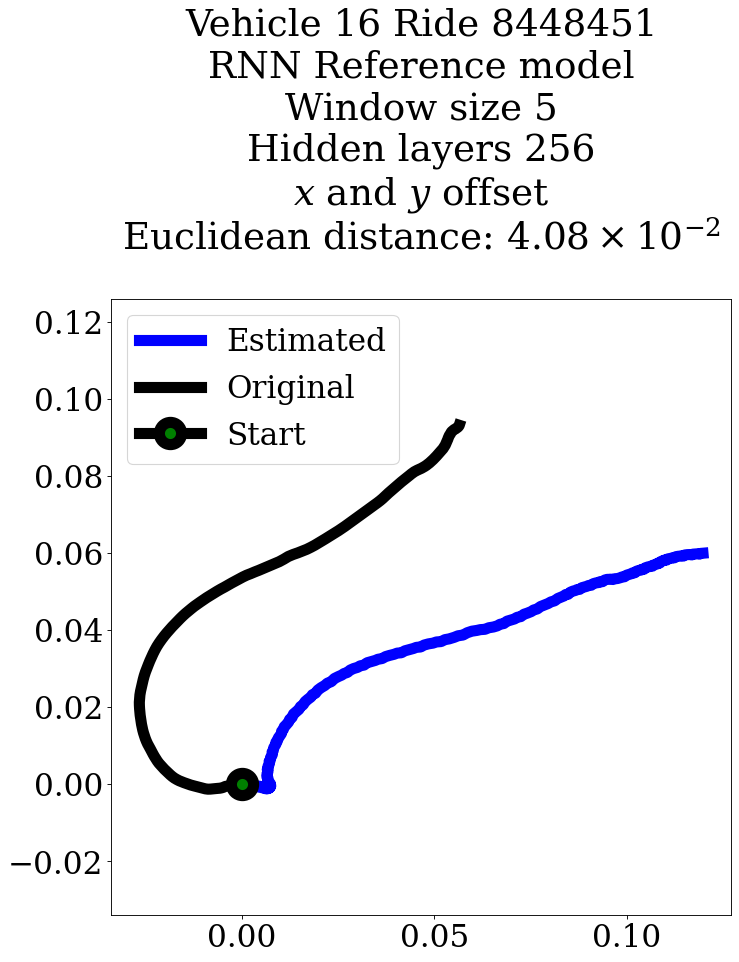 Vehicle 16 Ride 8448451
RNN Reference model
Window size 5
Hidden layers 256
x and y offset
Euclidean distance: 4.08 × 10⁻²
Estimated
Original
Start
0.12
0.10
0.08
0.06
0.04
0.02
0.00
−0.02
0.00 0.05 0.10